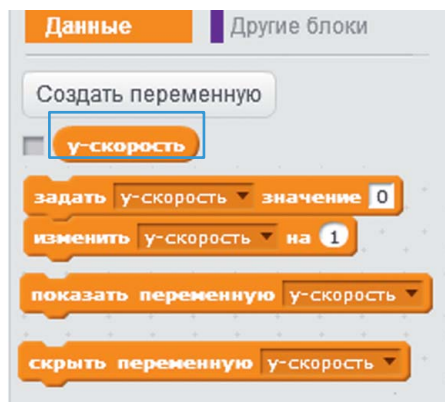 Данные Другие блоки
Создать переменную
y-скорость
задать y-скорость значение 0
изменить y-скорость на 1
показать переменную y-скорость
скрыть переменную y-скорость